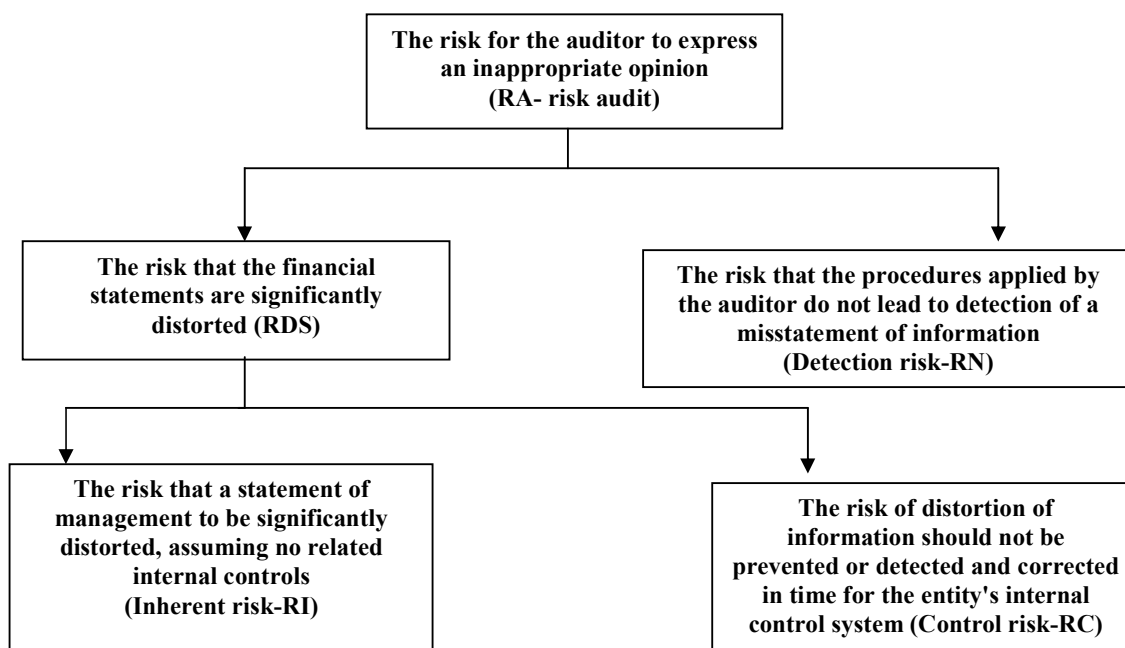 The risk for the auditor to express
an inappropriate opinion
(RA- risk audit)
The risk that the financial
statements are significantly
distorted (RDS)
The risk that the procedures applied by
the auditor do not lead to detection of a
misstatement of information
(Detection risk-RN)
The risk that a statement of
management to be significantly
distorted, assuming no related
internal controls
(Inherent risk-RI)
The risk of distortion of
information should not be
prevented or detected and corrected
in time for the entity's internal
control system (Control risk-RC)